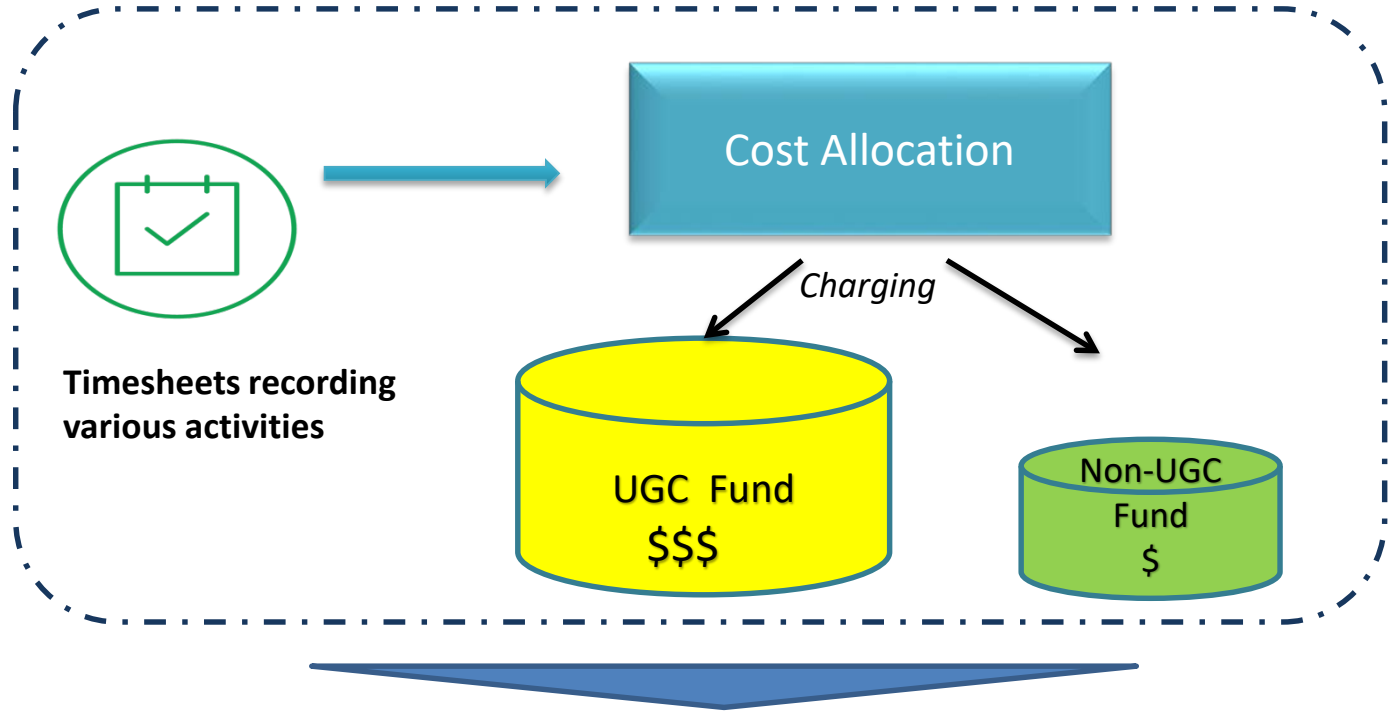 Cost Allocation
Charging
Timesheets recording
various activities
UGC  Fund
$$$
Non-UGC
Fund
$